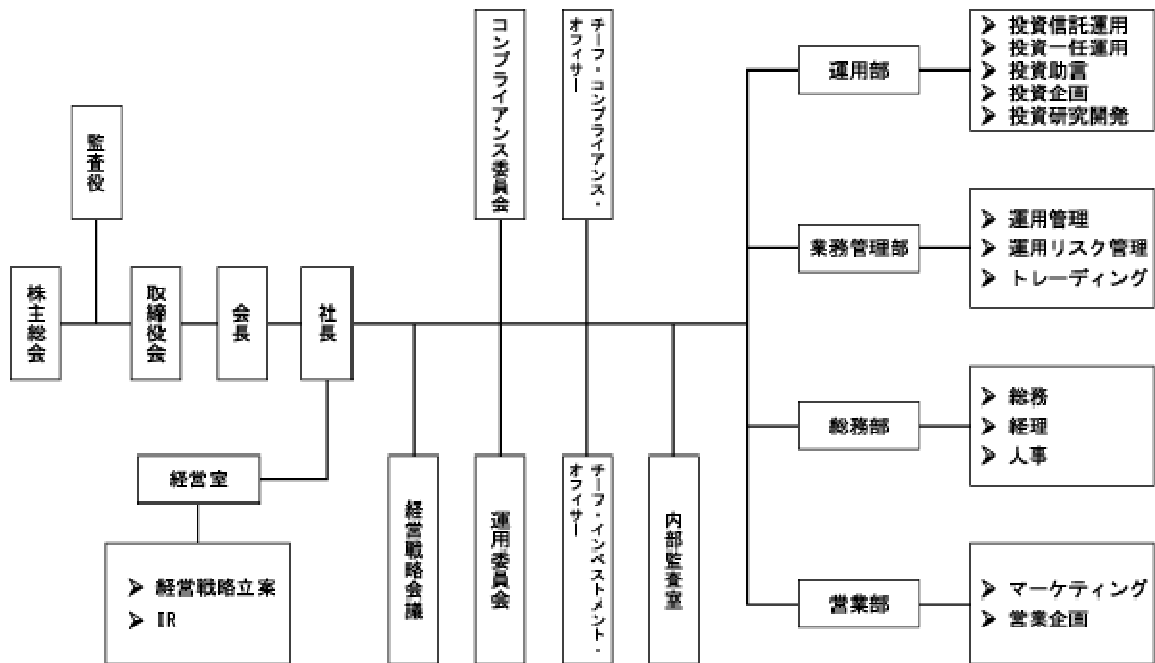 監査役
株主総会
取締役会
会長
社長
経営室
➢ 経営戦略立案
➢ IR
コンプライアンス委員会
チーフ・コンプライアンス・
オフィサー
経営戦略会議
運用委員会
チーフ・インベストメント・
オフィサー
内部監査室
運用部
➢ 投資信託運用
➢ 投資一任運用
➢ 投資助言
➢ 投資企画
➢ 投資研究開発
業務管理部
➢ 運用管理
➢ 運用リスク管理
➢ トレーディング
総務部
➢ 総務
➢ 経理
➢ 人事
営業部
➢ マーケティング
➢ 営業企画